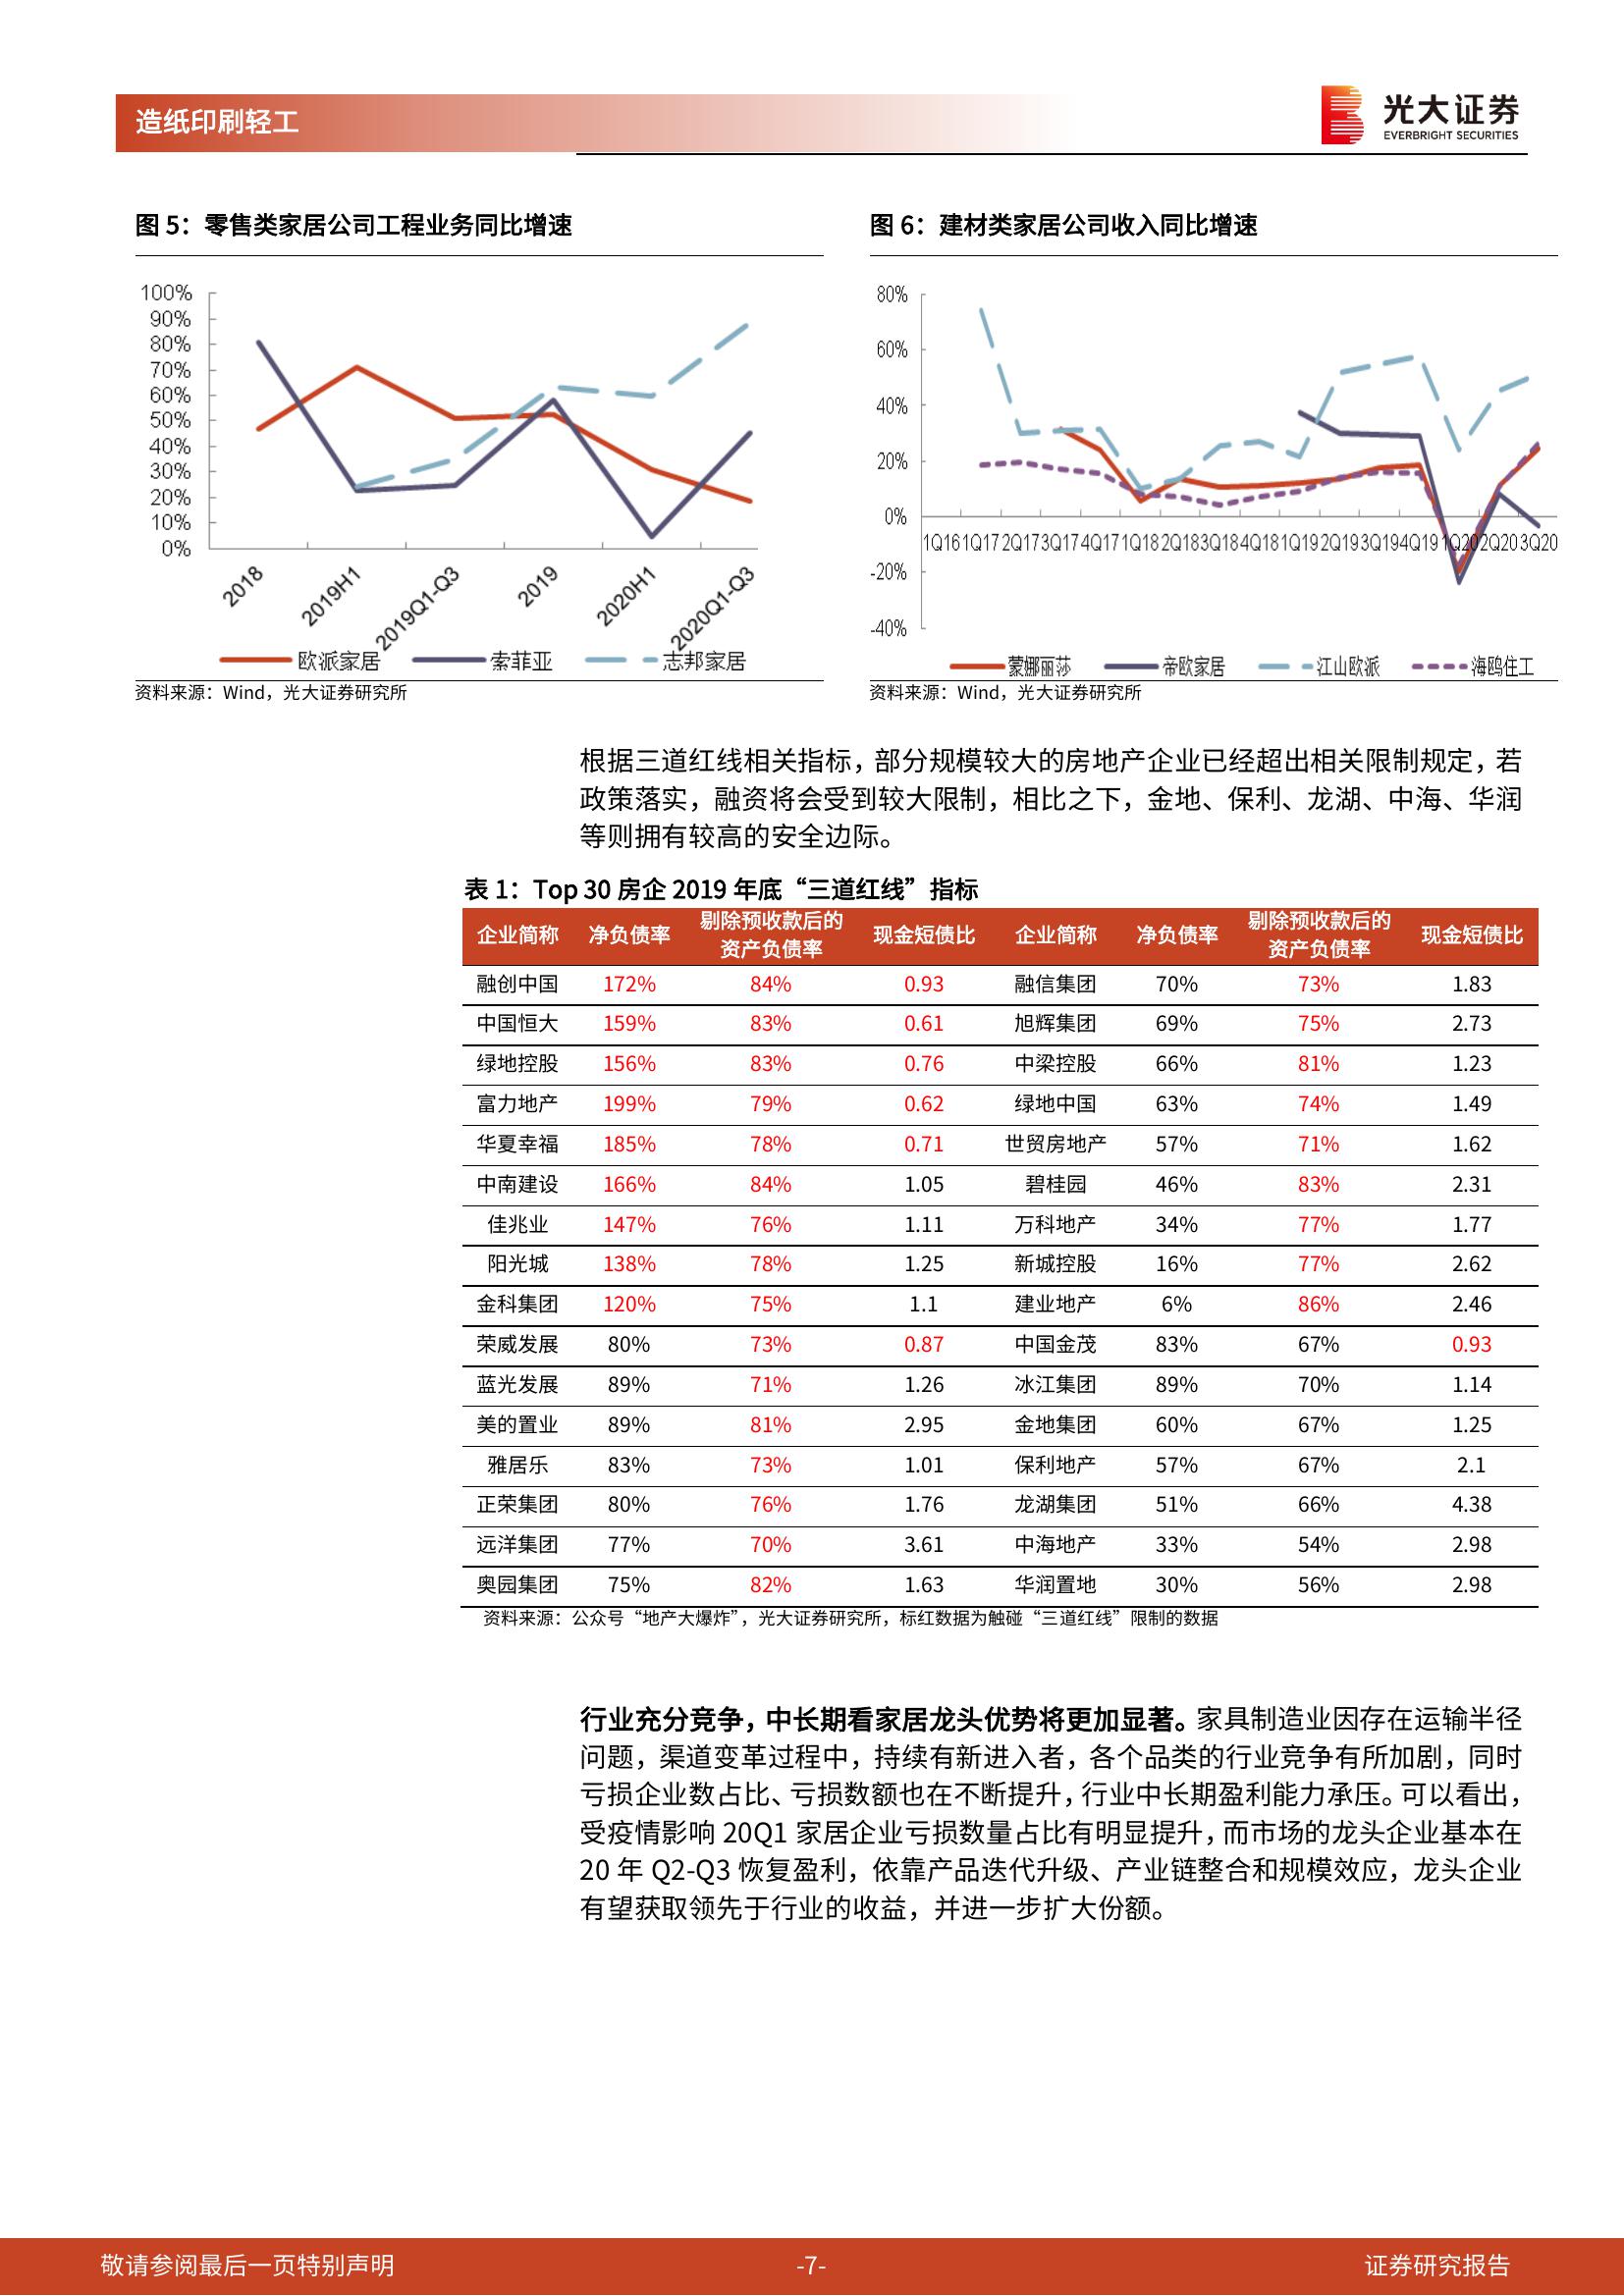 造纸印刷轻工
光大证券
EVERBRIGHT SECURITIES
图 5：零售类家居公司工程业务同比增速
100%
90%
80%
70%
60%
50%
40%
30%
20%
10%
0%
2018
2019H1
2019Q1-Q3
2019
2020H1
2020Q1-Q3
欧派家居 索菲亚 志邦家居
资料来源：Wind，光大证券研究所
图 6：建材类家居公司收入同比增速
80%
60%
40%
20%
0%
-20%
-40%
1Q16 1Q17 2Q17 3Q17 4Q17 1Q18 2Q18 3Q18 4Q18 1Q19 2Q19 3Q19 4Q19 1Q20 2Q20 3Q20
蒙娜丽莎 帝欧家居 江山欧派 海鸥住工
资料来源：Wind，光大证券研究所
根据三道红线相关指标，部分规模较大的房地产企业已经超出相关限制规定，若
政策落实，融资将会受到较大限制，相比之下，金地、保利、龙湖、中海、华润
等则拥有较高的安全边际。
表 1：Top 30 房企 2019 年底“三道红线”指标
企业简称 净负债率 剔除预收款后的资产负债率 现金短债比 企业简称 净负债率 剔除预收款后的资产负债率 现金短债比
融创中国 172% 84% 0.93 融信集团 70% 73% 1.83
中国恒大 159% 83% 0.61 旭辉集团 69% 75% 2.73
绿地控股 156% 83% 0.76 中梁控股 66% 81% 1.23
富力地产 199% 79% 0.62 绿地中国 63% 74% 1.49
华夏幸福 185% 78% 0.71 世贸房地产 57% 71% 1.62
中南建设 166% 84% 1.05 碧桂园 46% 83% 2.31
佳兆业 147% 76% 1.11 万科地产 34% 77% 1.77
阳光城 138% 78% 1.25 新城控股 16% 77% 2.62
金科集团 120% 75% 1.1 建业地产 6% 86% 2.46
荣威发展 80% 73% 0.87 中国金茂 83% 67% 0.93
蓝光发展 89% 71% 1.26 冰江集团 89% 70% 1.14
美的置业 89% 81% 2.95 金地集团 60% 67% 1.25
雅居乐 83% 73% 1.01 保利地产 57% 67% 2.1
正荣集团 80% 76% 1.76 龙湖集团 51% 66% 4.38
远洋集团 77% 70% 3.61 中海地产 33% 54% 2.98
奥园集团 75% 82% 1.63 华润置地 30% 56% 2.98
资料来源：公众号“地产大爆炸”，光大证券研究所，标红数据为触碰“三道红线”限制的数据
行业充分竞争，中长期看家居龙头优势将更加显著。家具制造业因存在运输半径
问题，渠道变革过程中，持续有新进入者，各个品类的行业竞争有所加剧，同时
亏损企业数占比、亏损数额也在不断提升，行业中长期盈利能力承压。可以看出，
受疫情影响 20Q1 家居企业亏损数量占比有明显提升，而市场的龙头企业基本在
20 年 Q2-Q3 恢复盈利，依靠产品迭代升级、产业链整合和规模效应，龙头企业
有望获取领先于行业的收益，并进一步扩大份额。
敬请参阅最后一页特别声明 -7- 证券研究报告